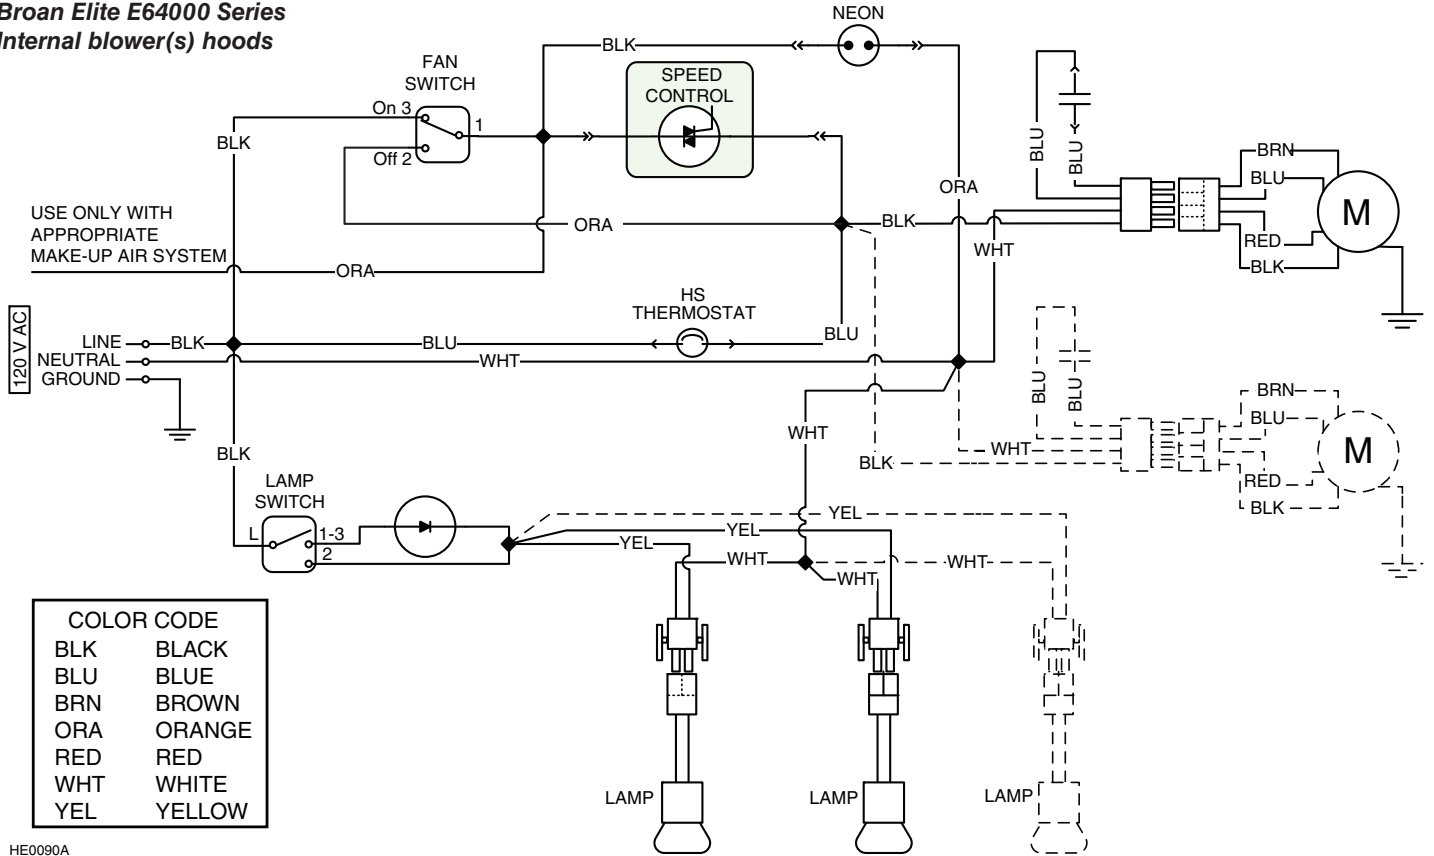 Broan Elite E64000 Series
Internal blower(s) hoods
NEON
BLK
FAN
SWITCH
SPEED
CONTROL
On 3
1
Off 2
BLK
BLU
BLU
BRN
BLU
M
RED
BLK
ORA
USE ONLY WITH
APPROPRIATE
MAKE-UP AIR SYSTEM
ORA
BLK
WHT
ORA
HS
THERMOSTAT
BLU
120 V AC
LINE
BLK
BLU
NEUTRAL
WHT
GROUND
BLU
BLU
BRN
BLU
M
RED
BLK
WHT
WHT
BLK
BLK
LAMP
SWITCH
L
1-3
2
YEL
YEL
YEL
WHT
WHT
WHT
COLOR CODE
BLK BLACK
BLU BLUE
BRN BROWN
ORA ORANGE
RED RED
WHT WHITE
YEL YELLOW
LAMP
LAMP
LAMP
HE0090A